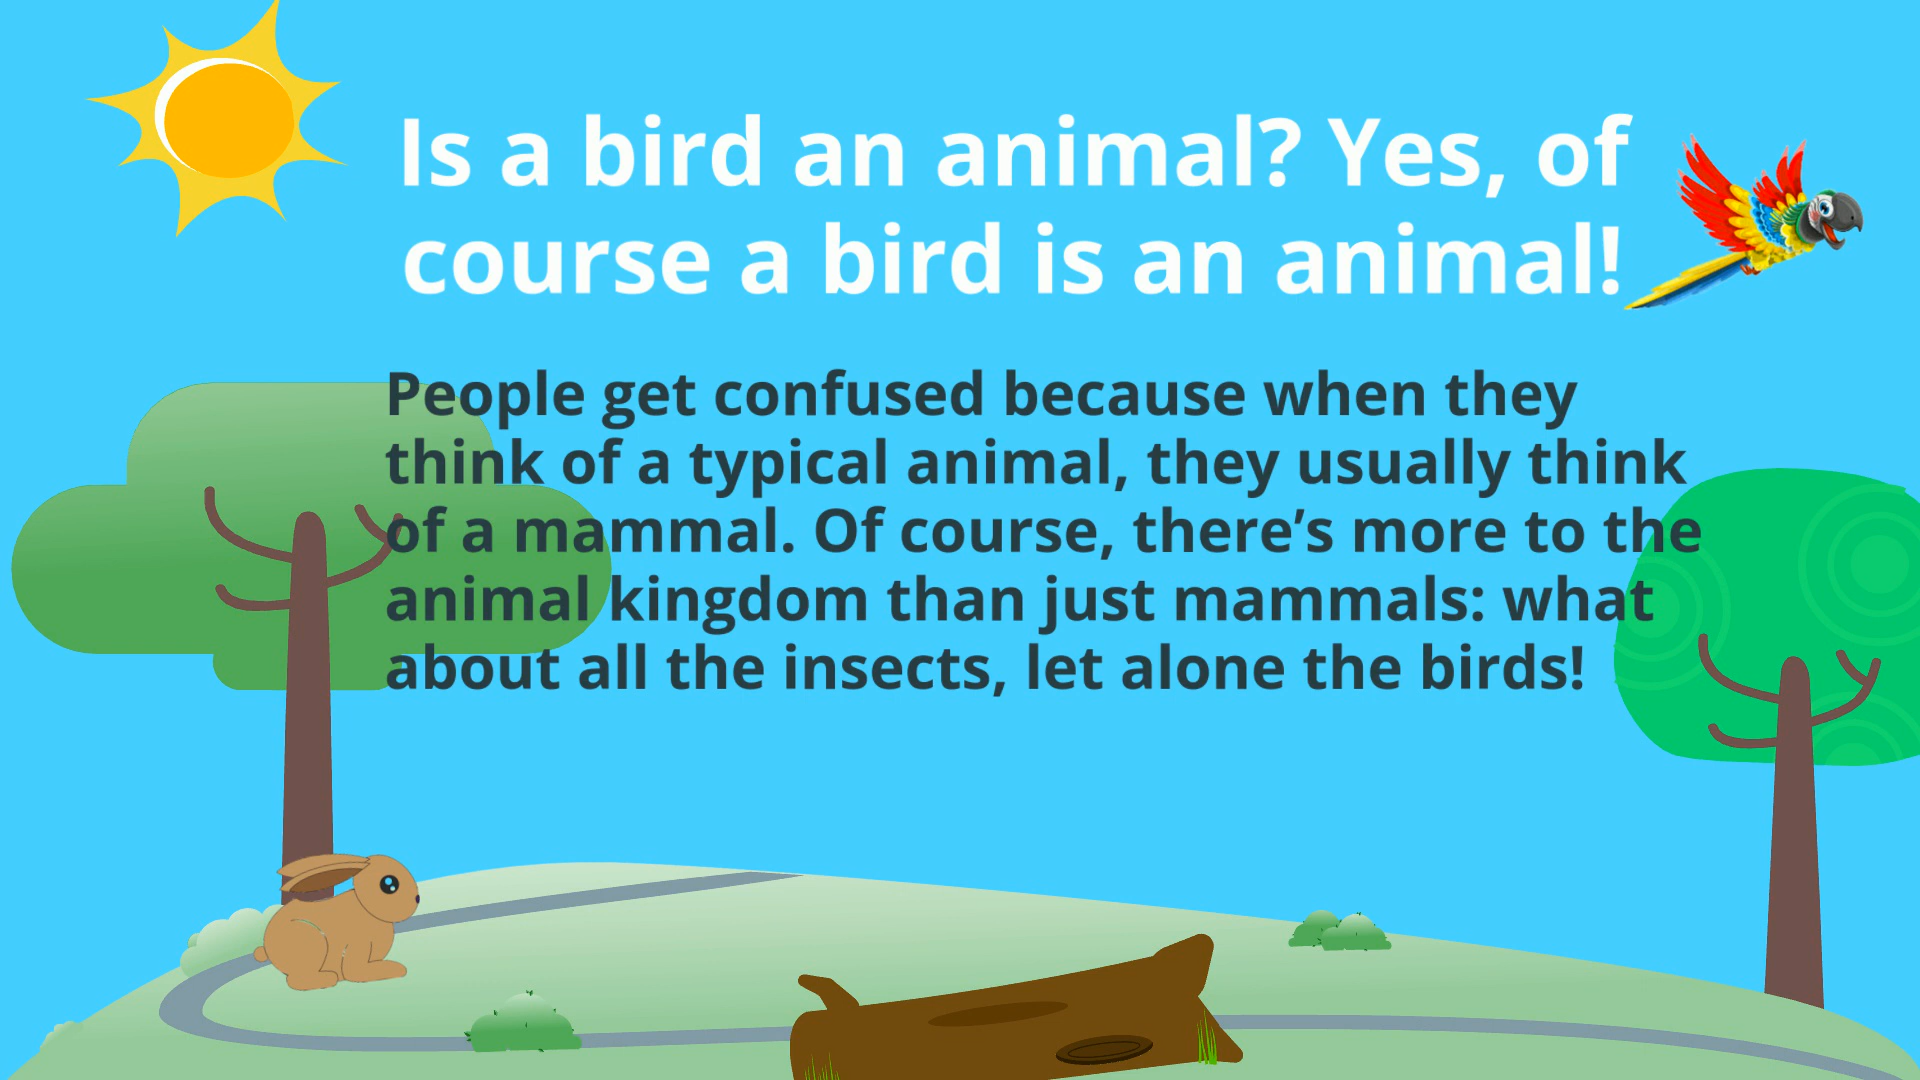 Is a bird an animal? Yes, of
course a bird is an animal!
People get confused because when they
think of a typical animal, they usually think
of a mammal. Of course, there’s more to the
animal kingdom than just mammals: what
about all the insects, let alone the birds!